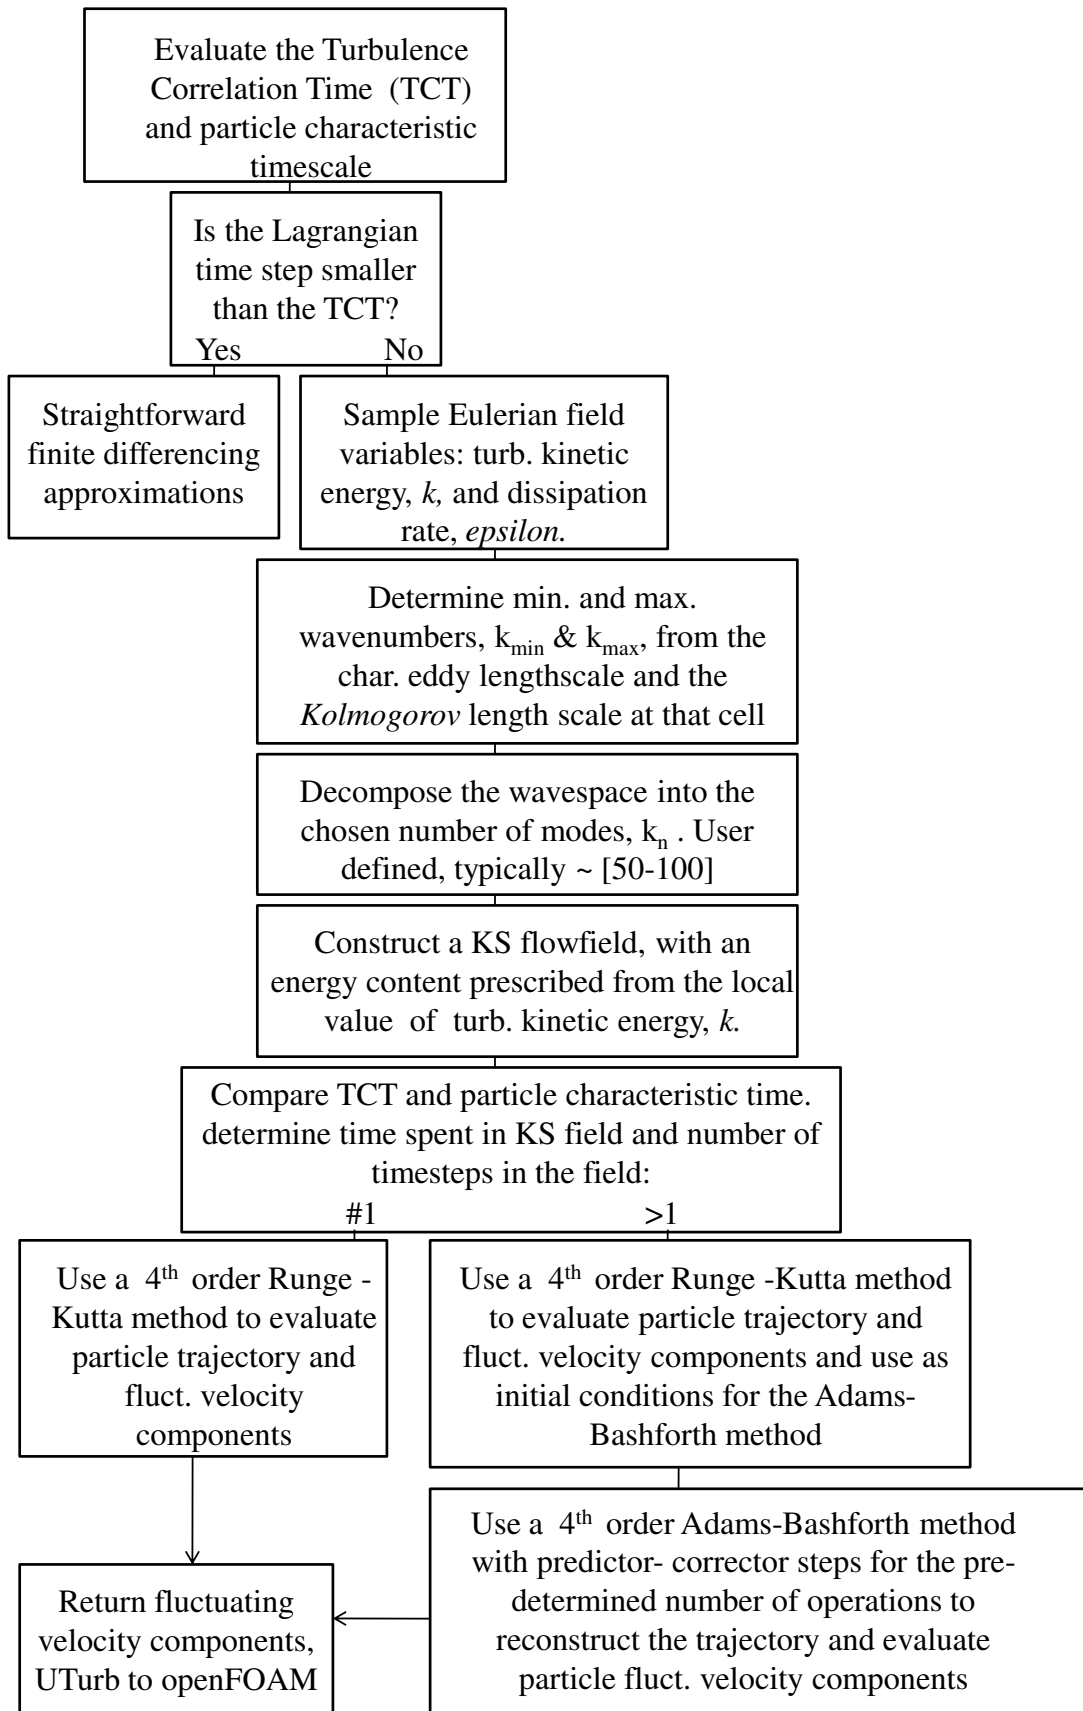 Evaluate the Turbulence
Correlation Time (TCT)
and particle characteristic
timescale
Is the Lagrangian
time step smaller
than the TCT?
Yes No
Straightforward
finite differencing
approximations
Sample Eulerian field
variables: turb. kinetic
energy, k, and dissipation
rate, epsilon.
Determine min. and max.
wavenumbers, kmin & kmax, from the
char. eddy lengthscale and the
Kolmogorov length scale at that cell
Decompose the wavespace into the
chosen number of modes, kn . User
defined, typically ~ [50-100]
Construct a KS flowfield, with an
energy content prescribed from the local
value of turb. kinetic energy, k.
Compare TCT and particle characteristic time.
determine time spent in KS field and number of
timesteps in the field:
#1 >1
Use a 4th order Runge -
Kutta method to evaluate
particle trajectory and
fluct. velocity
components
Use a 4th order Runge -Kutta method
to evaluate particle trajectory and
fluct. velocity components and use as
initial conditions for the Adams-
Bashforth method
Use a 4th order Adams-Bashforth method
with predictor- corrector steps for the pre-
determined number of operations to
reconstruct the trajectory and evaluate
particle fluct. velocity components
Return fluctuating
velocity components,
UTurb to openFOAM